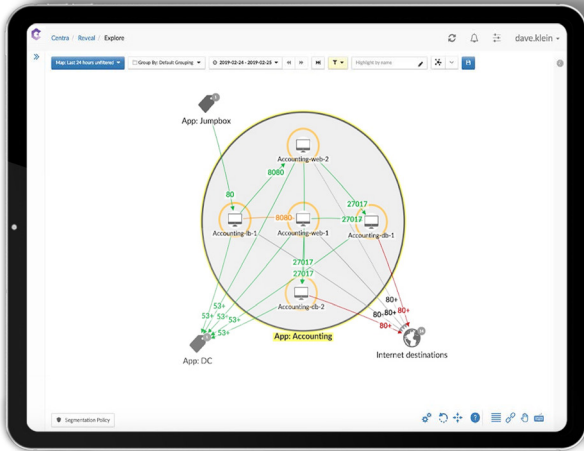 Centra / Reveal / Explore
dave.klein
Map: Last 24 hours unfiltered
Group By: Default Grouping
2019-02-24 - 2019-02-25
Highlight by name
App: Jumpbox
Accounting-web-2
8080
80
27017
8080
27017
Accounting-lb-1
Accounting-web-1
Accounting-db-1
27017
27017
Accounting-db-2
53+
53+
53+
53+
53+
80+
80+
80+
80+
80+
App: DC
App: Accounting
Internet destinations
Segmentation Policy